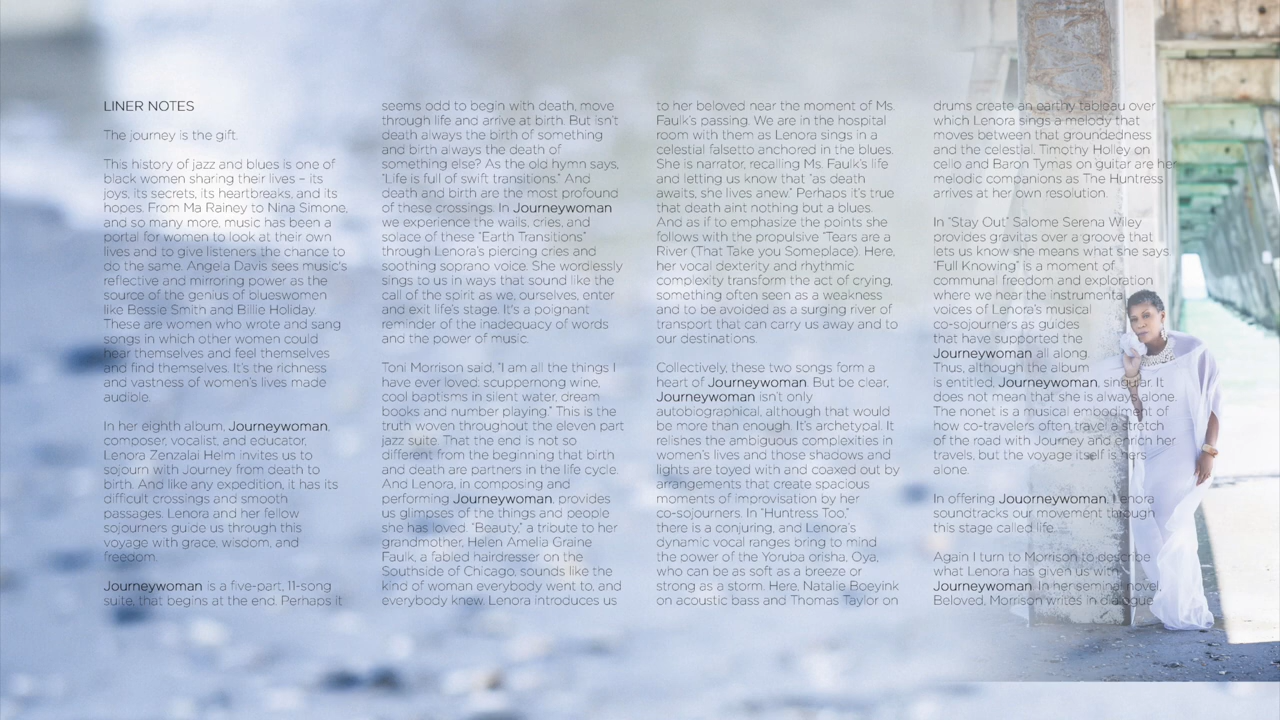 LINER NOTES
The journey is the gift.
This history of jazz and blues is one of
black women sharing their lives – its
joys, its secrets, its heartbreaks, and its
hopes. From Ma Rainey to Nina Simone,
and so many more, music has been a
portal for women to look at their own
lives and to give listeners the chance to
do the same. Angela Davis sees music's
reflective and mirroring power as the
source of the genius of blueswomen
like Bessie Smith and Billie Holiday.
These are women who wrote and sang
songs in which other women could
hear themselves and feel themselves
and find themselves. It's the richness
and vastness of women's lives made
audible.
In her eighth album, Journeywoman,
composer, vocalist, and educator,
Lenora Zenzalai Helm invites us to
sojourn with Journey from death to
birth. And like any expedition, it has its
difficult crossings and smooth
passages. Lenora and her fellow
sojourners guide us through this
voyage with grace, wisdom, and
freedom.
Journeywoman is a five-part, 11-song
suite, that begins at the end. Perhaps it
seems odd to begin with death, move
through life and arrive at birth. But isn't
death always the birth of something
and birth always the death of
something else? As the old hymn says,
"Life is full of swift transitions." And
death and birth are the most profound
of these crossings. In Journeywoman
we experience the wails, cries, and
solace of these "Earth Transitions"
through Lenora's piercing cries and
soothing soprano voice. She wordlessly
sings to us in ways that sound like the
call of the spirit as we, ourselves, enter
and exit life's stage. It's a poignant
reminder of the inadequacy of words
and the power of music.
Toni Morrison said, "I am all the things I
have ever loved: scuppernong wine,
cool baptisms in silent water, dream
books and number playing." This is the
truth woven throughout the eleven part
jazz suite. That the end is not so
different from the beginning that birth
and death are partners in the life cycle.
And Lenora, in composing and
performing Journeywoman, provides
us glimpses of the things and people
she has loved. "Beauty," a tribute to her
grandmother, Helen Amelia Graine
Faulk, a fabled hairdresser on the
Southside of Chicago, sounds like the
kind of woman everybody went to, and
everybody knew. Lenora introduces us
to her beloved near the moment of Ms.
Faulk's passing. We are in the hospital
room with them as Lenora sings in a
celestial falsetto anchored in the blues.
She is narrator, recalling Ms. Faulk's life
and letting us know that "as death
awaits, she lives anew." Perhaps it's true
that death aint nothing but a blues.
And as if to emphasize the points she
follows with the propulsive "Tears are a
River (That Take you Someplace). Here,
her vocal dexterity and rhythmic
complexity transform the act of crying,
something often seen as a weakness
and to be avoided as a surging river of
transport that can carry us away and to
our destinations.
Collectively, these two songs form a
heart of Journeywoman. But be clear,
Journeywoman isn't only
autobiographical, although that would
be more than enough. It's archetypal. It
relishes the ambiguous complexities in
women's lives and those shadows and
lights are toyed with and coaxed out by
arrangements that create spacious
moments of improvisation by her
co-sojourners. In "Huntress Too,"
there is a conjuring, and Lenora's
dynamic vocal ranges bring to mind
the power of the Yoruba orisha, Oya,
who can be as soft as a breeze or
strong as a storm. Here, Natalie Boeyink
on acoustic bass and Thomas Taylor on
drums create an earthy tableau over
which Lenora sings a melody that
moves between that groundedness
and the celestial. Timothy Holley on
cello and Baron Tymas on guitar are her
melodic companions as The Huntress
arrives at her own resolution.
In "Stay Out" Salome Serena Wiley
provides gravitas over a groove that
lets us know she means what she says.
"Full Knowing" is a moment of
communal freedom and exploration
where we hear the instrumental
voices of Lenora's musical
co-sojourners as guides
that have supported the
Journeywoman all along.
Thus, although the album
is entitled, Journeywoman, singular. It
does not mean that she is always alone.
The nonet is a musical embodiment of
how co-travelers often travel a stretch
of the road with Journey and enrich her
travels, but the voyage itself is hers
alone.
In offering Jouorneywoman, Lenora
soundtracks our movement through
this stage called life.
Again I turn to Morrison to describe
what Lenora has given us with
Journeywoman. In her seminal novel,
Beloved, Morrison writes in dialogue,